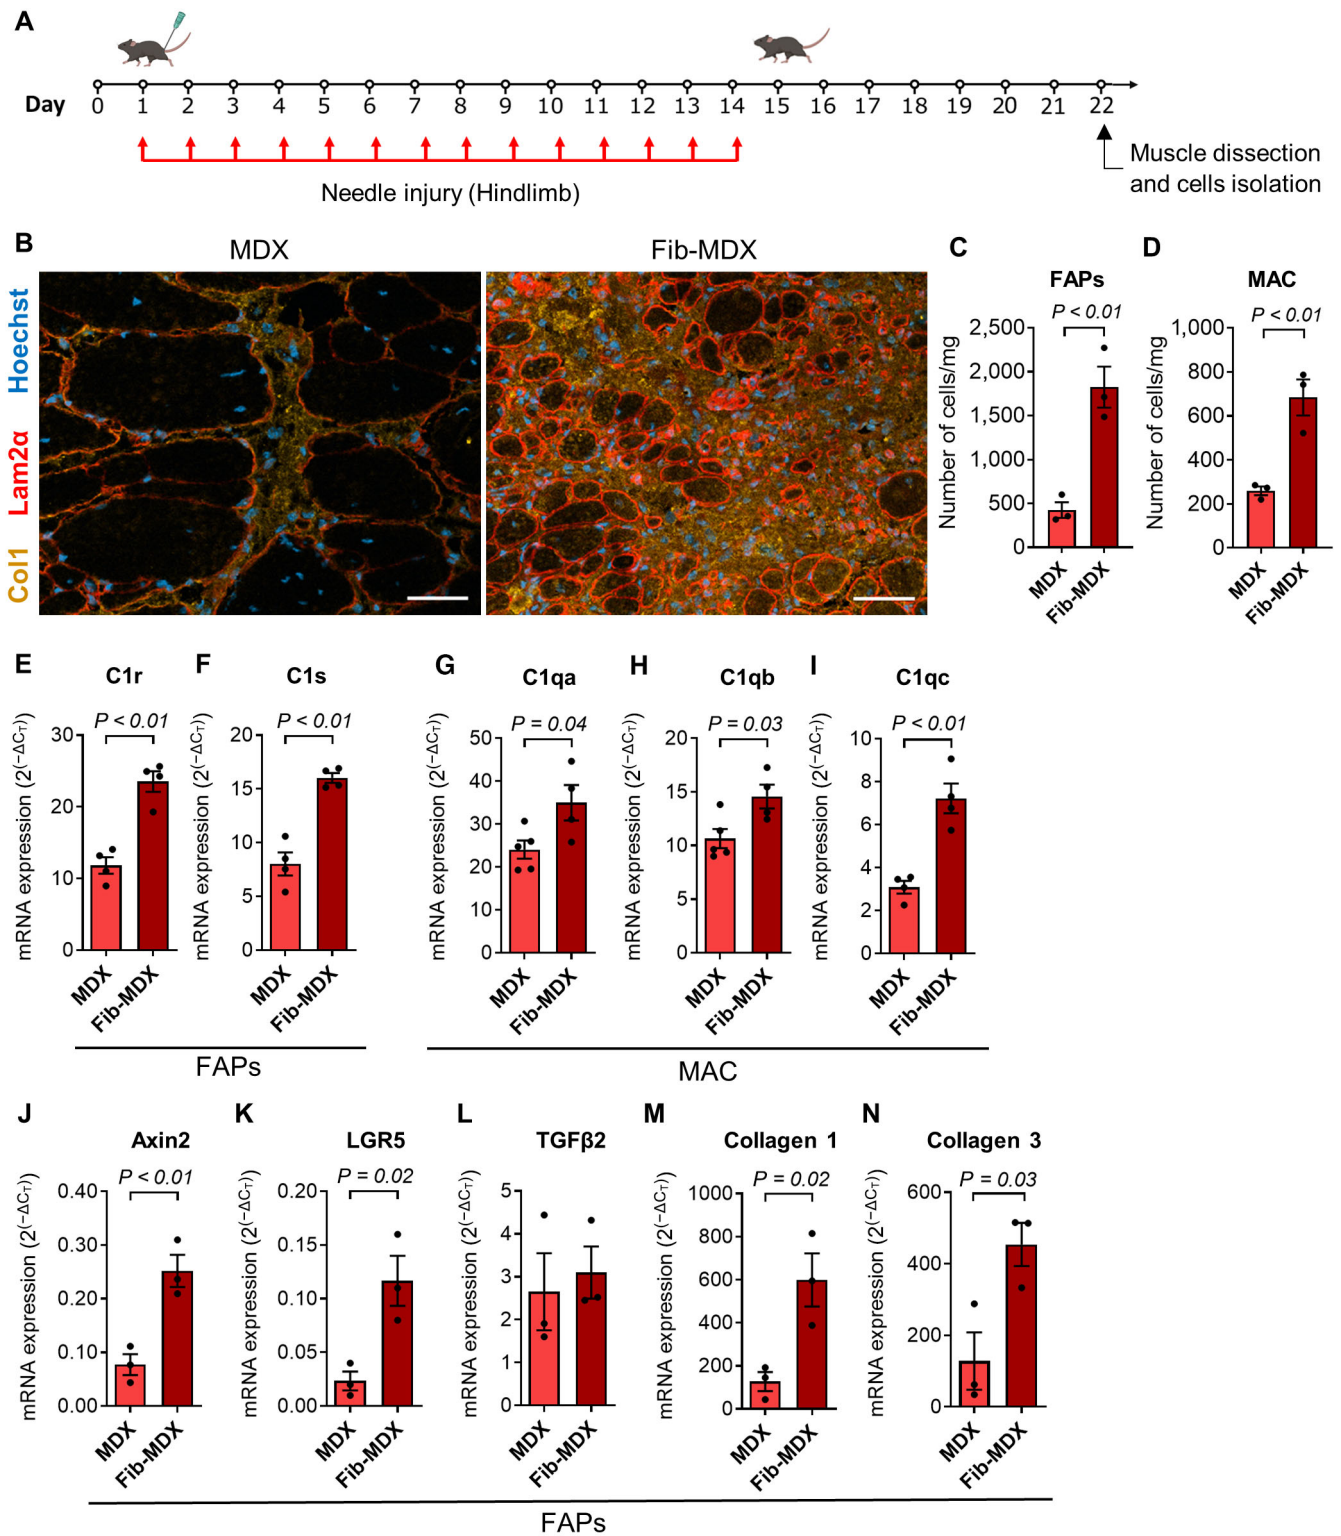 A
Day
0 1 2 3 4 5 6 7 8 9 10 11 12 13 14 15 16 17 18 19 20 21 22
Needle injury (Hindlimb)
Muscle dissection
and cells isolation
B
MDX
Fib-MDX
Col1 Lam2α Hoechst
C
FAPs
P < 0.01
Number of cells/mg
2,500
2,000
1,500
1,000
500
0
MDX
Fib-MDX
D
MAC
P < 0.01
Number of cells/mg
1,000
800
600
400
200
0
MDX
Fib-MDX
E
C1r
P < 0.01
mRNA expression (2(−ΔCT))
30
20
10
0
MDX
Fib-MDX
F
C1s
P < 0.01
mRNA expression (2(−ΔCT))
20
15
10
5
0
MDX
Fib-MDX
FAPs
G
C1qa
P = 0.04
mRNA expression (2(−ΔCT))
50
40
30
20
10
0
MDX
Fib-MDX
H
C1qb
P = 0.03
mRNA expression (2(−ΔCT))
20
15
10
5
0
MDX
Fib-MDX
I
C1qc
P < 0.01
mRNA expression (2(−ΔCT))
10
8
6
4
2
0
MDX
Fib-MDX
MAC
J
Axin2
P < 0.01
mRNA expression (2(−ΔCT))
0.40
0.30
0.20
0.10
0.00
MDX
Fib-MDX
K
LGR5
P = 0.02
mRNA expression (2(−ΔCT))
0.20
0.15
0.10
0.05
0.00
MDX
Fib-MDX
L
TGFβ2
mRNA expression (2(−ΔCT))
5
4
3
2
1
0
MDX
Fib-MDX
M
Collagen 1
P = 0.02
mRNA expression (2(−ΔCT))
1000
800
600
400
200
0
MDX
Fib-MDX
N
Collagen 3
P = 0.03
mRNA expression (2(−ΔCT))
600
400
200
0
MDX
Fib-MDX
FAPs